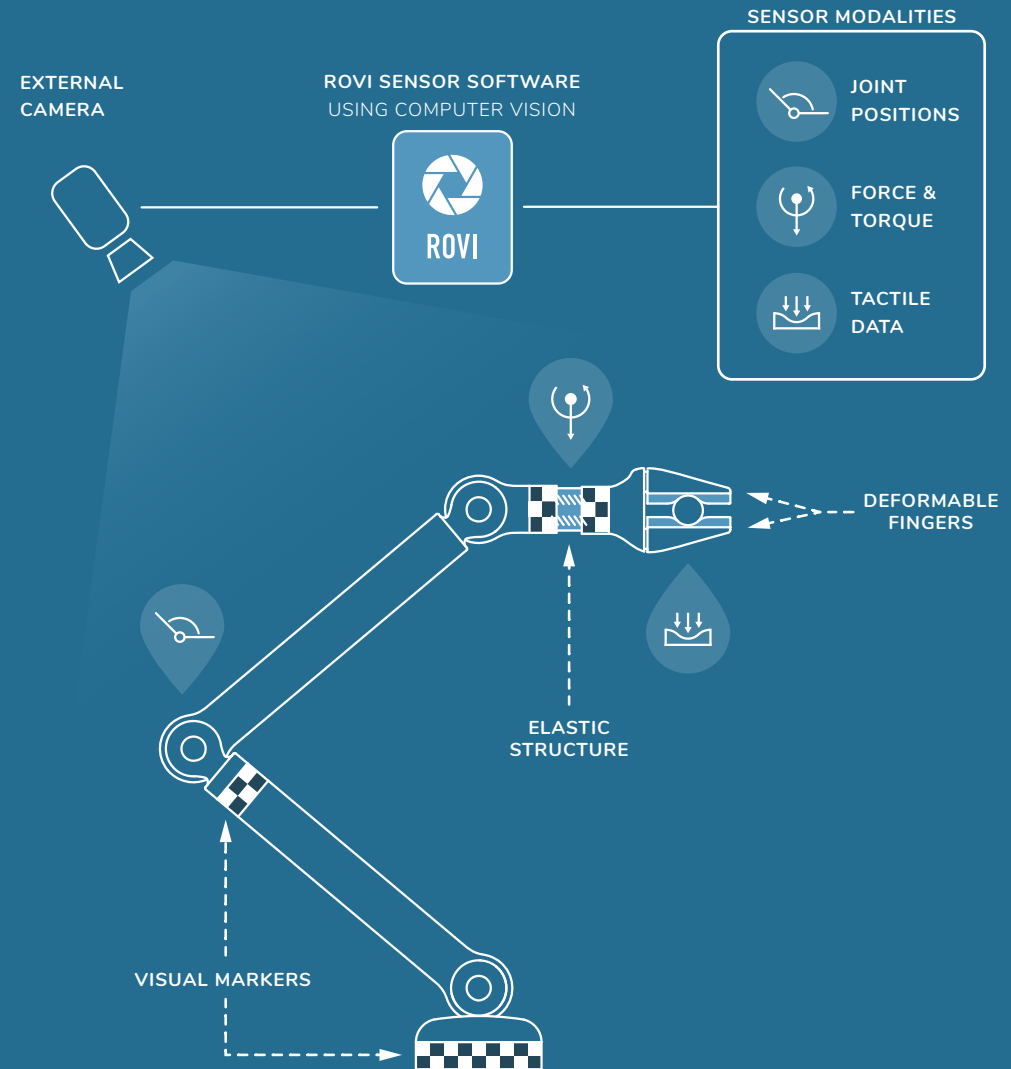 SENSOR MODALITIES
EXTERNAL
CAMERA
ROVI SENSOR SOFTWARE
USING COMPUTER VISION
ROVI
JOINT
POSITIONS
FORCE &
TORQUE
TACTILE
DATA
DEFORMABLE
FINGERS
ELASTIC
STRUCTURE
VISUAL MARKERS